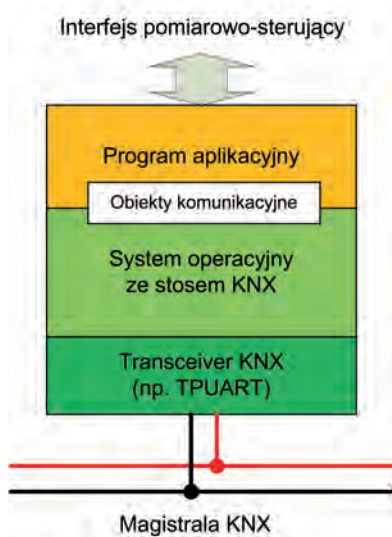 Interfejs pomiarowo-sterujący
Program aplikacyjny
Obiekty komunikacyjne
System operacyjny
ze stosem KNX
Transceiver KNX
(np. TPUART)
Magistrala KNX